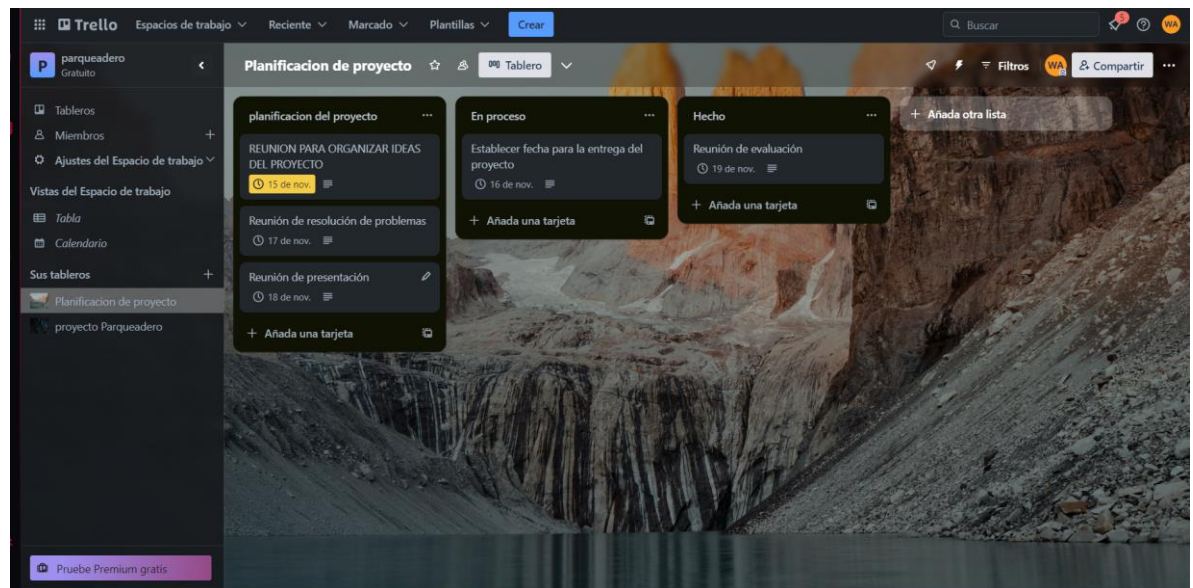 Trello
Espacios de trabajo
Reciente
Marcado
Plantillas
Crear
Buscar
5
WA
P
parqueadero
Gratuito
Planificacion de proyecto
Tablero
Filtros
WA
Compartir
Tableros
Miembros
Ajustes del Espacio de trabajo
Vistas del Espacio de trabajo
Tabla
Calendario
Sus tableros
Planificacion de proyecto
proyecto Parqueadero
Pruebe Premium gratis
planificacion del proyecto
REUNION PARA ORGANIZAR IDEAS
DEL PROYECTO
15 de nov.
Reunión de resolución de problemas
17 de nov.
Reunión de presentación
18 de nov.
+ Añada una tarjeta
En proceso
Establecer fecha para la entrega del
proyecto
16 de nov.
+ Añada una tarjeta
Hecho
Reunión de evaluación
19 de nov.
+ Añada una tarjeta
+ Añada otra lista